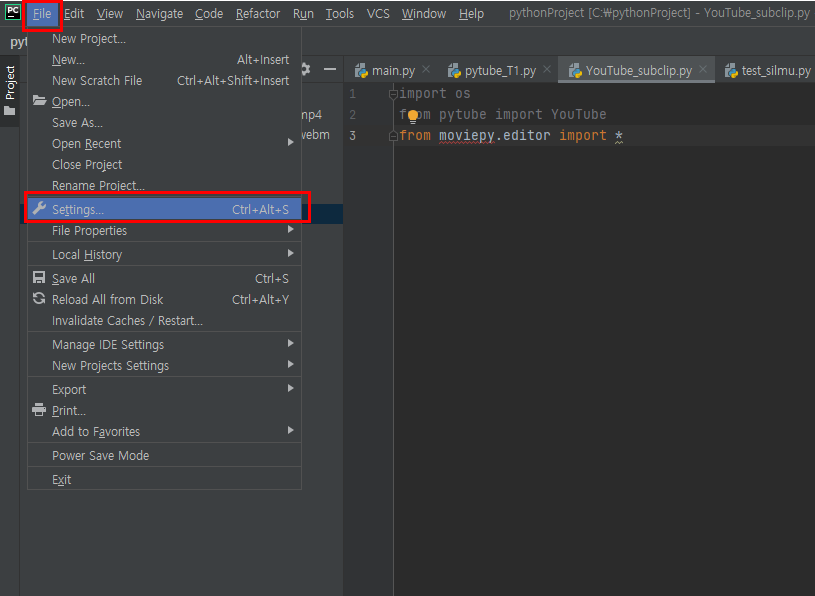 PC File Edit View Navigate Code Refactor Run Tools VCS Window Help pythonProject [C:₩pythonProject] - YouTube_subclip.py
Project
New Project...
New... Alt+Insert
New Scratch File Ctrl+Alt+Shift+Insert
Open...
Save As...
Open Recent
Close Project
Rename Project...
Settings... Ctrl+Alt+S
File Properties
Local History
Save All Ctrl+S
Reload All from Disk Ctrl+Alt+Y
Invalidate Caches / Restart...
Manage IDE Settings
New Projects Settings
Export
Print...
Add to Favorites
Power Save Mode
Exit
main.py pytube_T1.py YouTube_subclip.py test_silmu.py
1 import os
2 from pytube import YouTube
3 from moviepy.editor import *